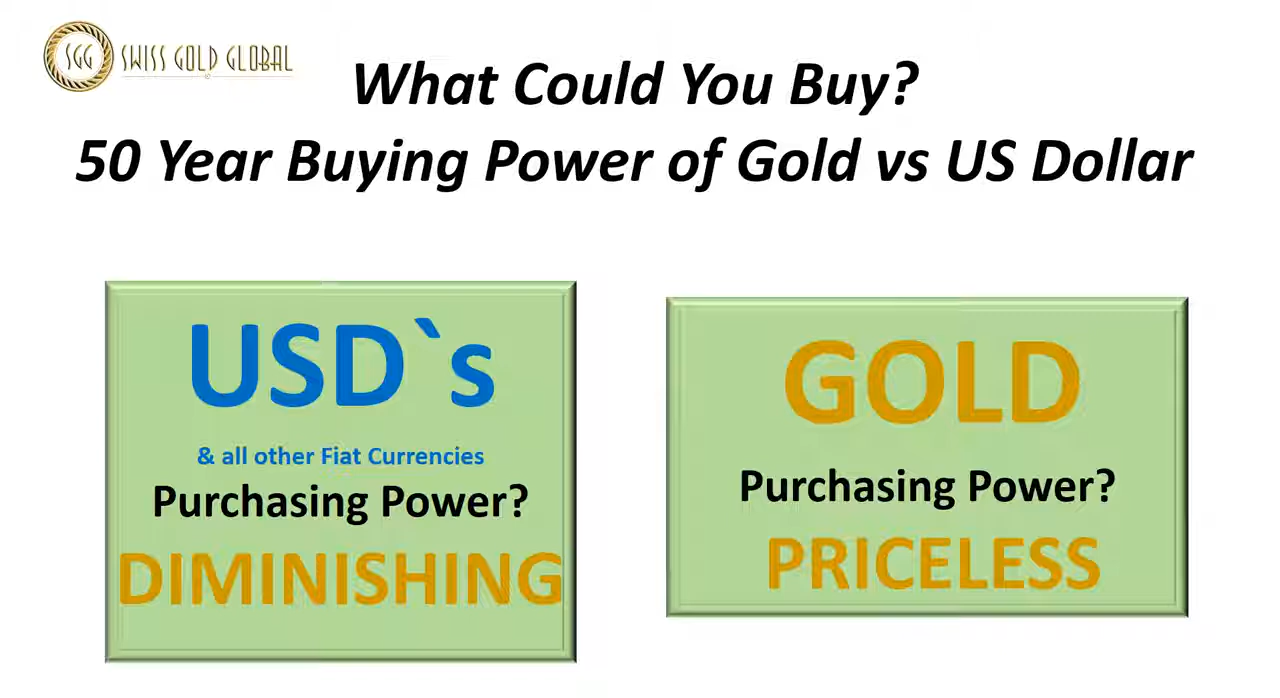 SGG SWISS GOLD GLOBAL
What Could You Buy?
50 Year Buying Power of Gold vs US Dollar
USD`s
& all other Fiat Currencies
Purchasing Power?
DIMINISHING
GOLD
Purchasing Power?
PRICELESS